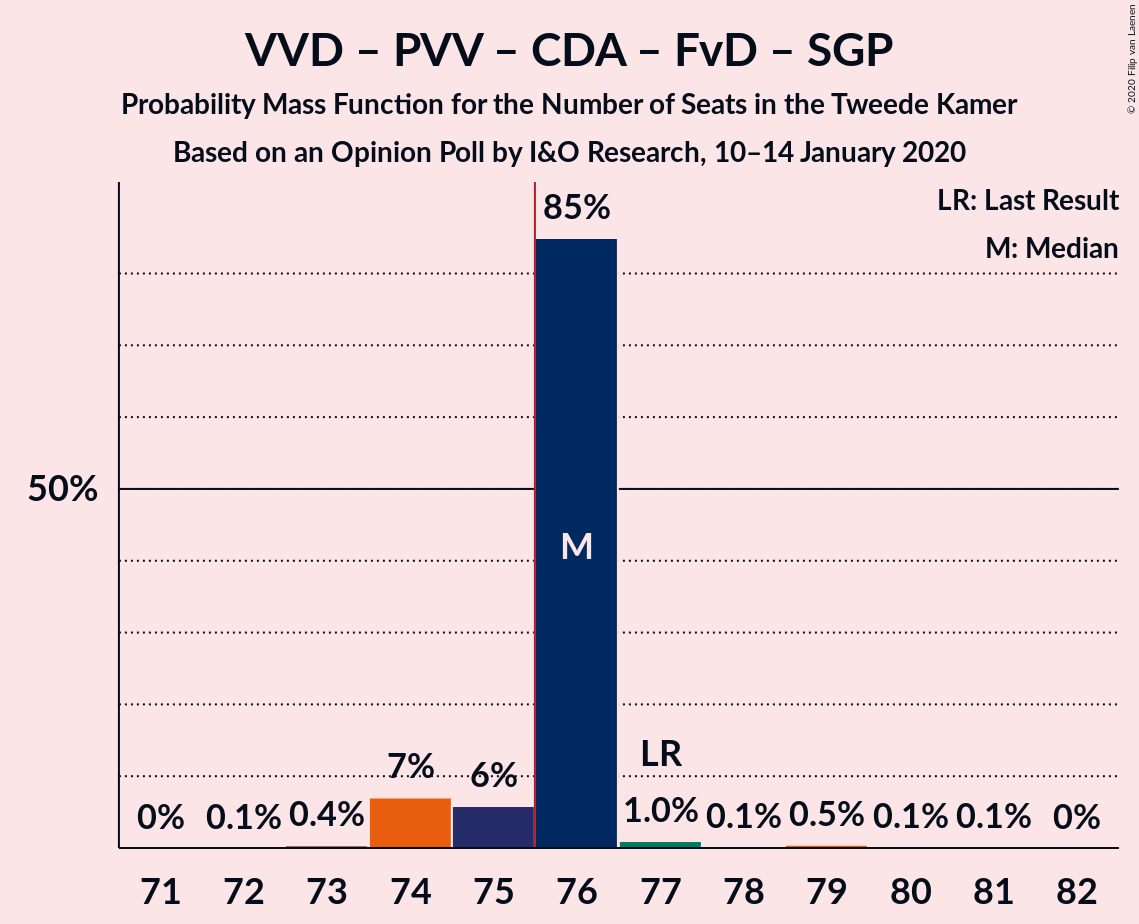 VVD – PVV – CDA – FvD – SGP
Probability Mass Function for the Number of Seats in the Tweede Kamer
Based on an Opinion Poll by I&O Research, 10–14 January 2020
© 2020 Filip van Laenen
LR: Last Result
M: Median
85%
50%
M
LR
0% 0.1% 0.4% 7% 6% 1.0% 0.1% 0.5% 0.1% 0.1% 0%
71 72 73 74 75 76 77 78 79 80 81 82